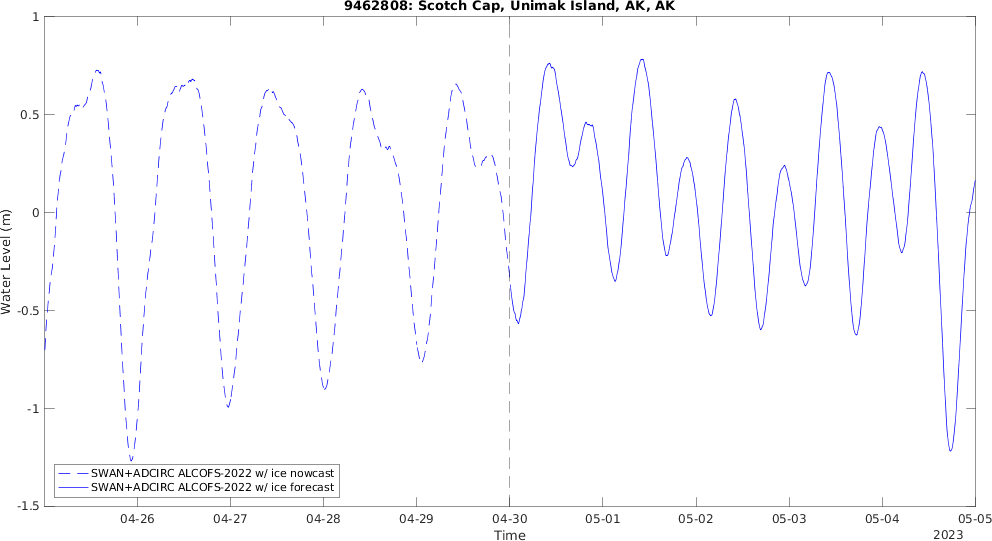 9462808: Scotch Cap, Unimak Island, AK, AK
1
0.5
0
-0.5
-1
-1.5
Water Level (m)
SWAN+ADCIRC ALCOFS-2022 w/ ice nowcast
SWAN+ADCIRC ALCOFS-2022 w/ ice forecast
04-26 04-27 04-28 04-29 04-30 05-01 05-02 05-03 05-04 05-05
Time
2023